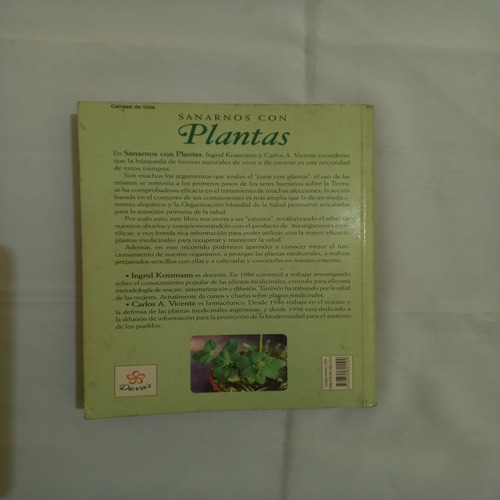 Calidad de Vida
SANARNOS CON
Plantas
En Sanarnos con Plantas, Ingrid Kossmann y Carlos A. Vicente consideran
que la búsqueda de formas naturales de vivir y de curarse es una necesidad
de estos tiempos.
Son muchos los argumentos que avalan el "curar con plantas": el uso de las
mismas se remonta a los primeros pasos de los seres humanos sobre la Tierra,
se ha comprobado su eficacia en el tratamiento de muchas afecciones, la acción
basada en el conjunto de sus componentes es más amplia que la de un medica-
mento alopático y la Organización Mundial de la Salud promueve rescatarlas
para la atención primaria de la salud.
Por todo esto, este libro nos invita a ser "yuyeros", revalorizando el saber de
nuestros abuelos y complementándolo con el producto de investigaciones cien-
tíficas, y nos brinda rica información para poder utilizar, con la mayor eficacia,
plantas medicinales para recuperar y mantener la salud.
Además, en este recorrido podremos aprender a conocer mejor el fun-
cionamiento de nuestro organismo, a proteger las plantas medicinales, a realizar
preparados sencillos con ellas y a cultivarlas y conocerlas en nuestro entorno.
• Ingrid Kossmann es docente. En 1986 comenzó a trabajar investigando
sobre el conocimiento popular de las plantas medicinales, creando para ello una
metodología de rescate, sistematización y difusión. También ha trabajado por la salud
de las mujeres. Actualmente da cursos y charlas sobre plantas medicinales.
• Carlos A. Vicente es farmacéutico. Desde 1986 trabaja en el rescate y
la defensa de las plantas medicinales argentinas, y desde 1998 está dedicado a
la difusión de información para la protección de la biodiversidad para el sustento
de los pueblos.
Deva's